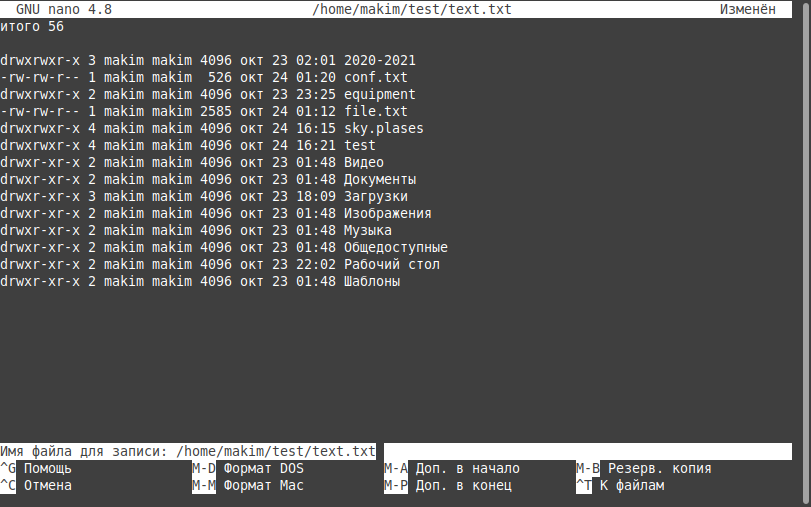 GNU nano 4.8 /home/makim/test/text.txt Изменён
итого 56
drwxrwxr-x 3 makim makim 4096 окт 23 02:01 2020-2021
-rw-rw-r-- 1 makim makim  526 окт 24 01:20 conf.txt
drwxrwxr-x 2 makim makim 4096 окт 23 23:25 equipment
-rw-rw-r-- 1 makim makim 2585 окт 24 01:12 file.txt
drwxrwxr-x 4 makim makim 4096 окт 24 16:15 sky.plases
drwxrwxr-x 4 makim makim 4096 окт 24 16:21 test
drwxr-xr-x 2 makim makim 4096 окт 23 01:48 Видео
drwxr-xr-x 2 makim makim 4096 окт 23 01:48 Документы
drwxr-xr-x 3 makim makim 4096 окт 23 18:09 Загрузки
drwxr-xr-x 2 makim makim 4096 окт 23 01:48 Изображения
drwxr-xr-x 2 makim makim 4096 окт 23 01:48 Музыка
drwxr-xr-x 2 makim makim 4096 окт 23 01:48 Общедоступные
drwxr-xr-x 2 makim makim 4096 окт 23 22:02 Рабочий стол
drwxr-xr-x 2 makim makim 4096 окт 23 01:48 Шаблоны
Имя файла для записи: /home/makim/test/text.txt
^G Помощь M-D Формат DOS M-A Доп. в начало M-B Резерв. копия
^C Отмена M-M Формат Mac M-P Доп. в конец ^T К файлам